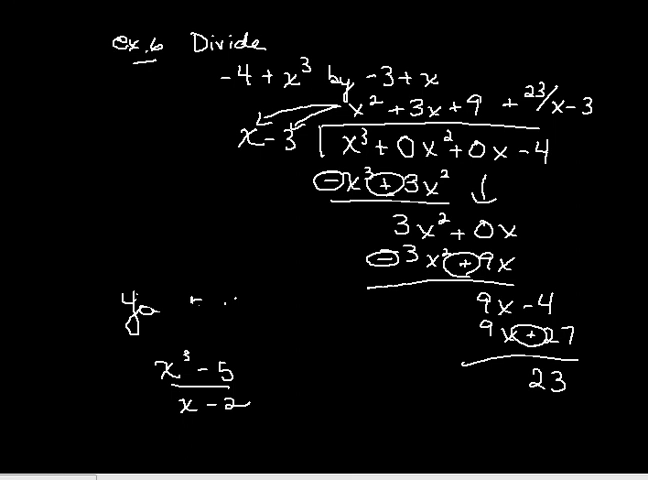 ex. 6 Divide
-4 + x³ by -3 + x
x² + 3x + 9 + 23/x-3
x - 3 x³ + 0x² + 0x - 4
- x³ + 3x² ↓
3x² + 0x
- 3x² + 9x
9x - 4
9x + 27
23
x³ - 5
x - 2